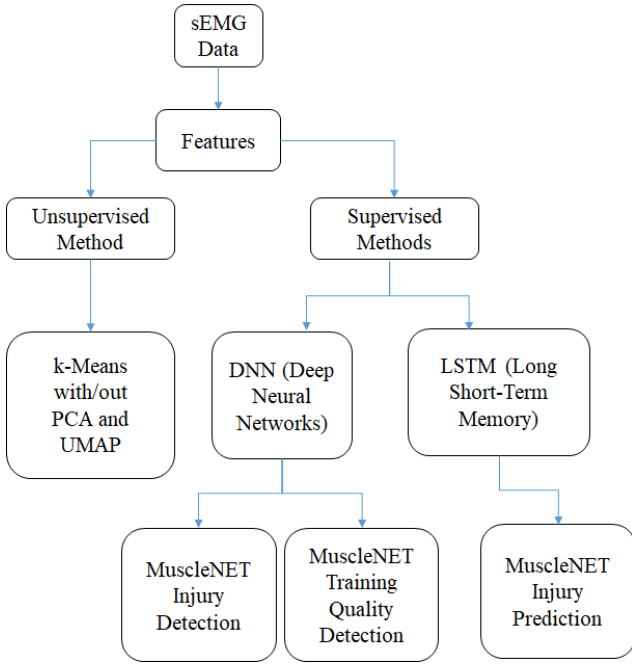 sEMG
Data
Features
Unsupervised
Method
Supervised
Methods
k-Means
with/out
PCA and
UMAP
DNN (Deep
Neural
Networks)
LSTM (Long
Short-Term
Memory)
MuscleNET
Injury
Detection
MuscleNET
Training
Quality
Detection
MuscleNET
Injury
Prediction